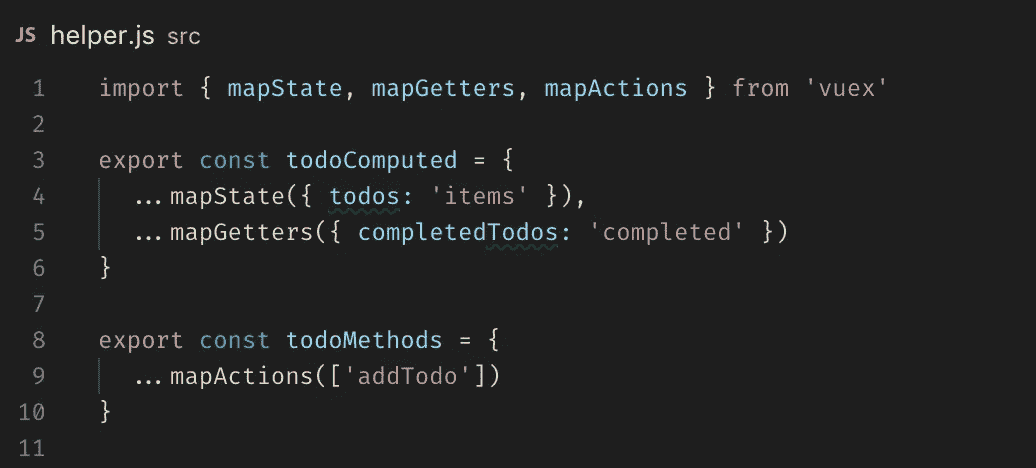 JS helper.js src
1 import { mapState, mapGetters, mapActions } from 'vuex'
2
3 export const todoComputed = {
4 ...mapState({ todos: 'items' }),
5 ...mapGetters({ completedTodos: 'completed' })
6 }
7
8 export const todoMethods = {
9 ...mapActions(['addTodo'])
10 }
11